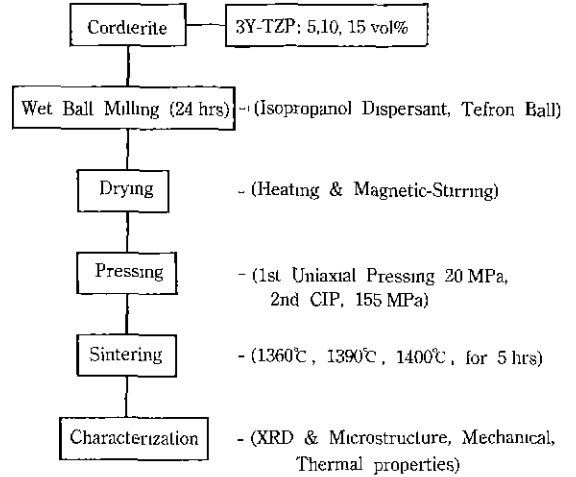 Cordierite
3Y-TZP: 5,10, 15 vol%
Wet Ball Milling (24 hrs)
- (Isopropanol Dispersant, Tefron Ball)
Drying
- (Heating & Magnetic-Stirring)
Pressing
- (1st Uniaxial Pressing 20 MPa,
2nd CIP, 155 MPa)
Sintering
- (1360℃, 1390℃, 1400℃, for 5 hrs)
Characterization
- (XRD & Microstructure, Mechanical,
Thermal properties)